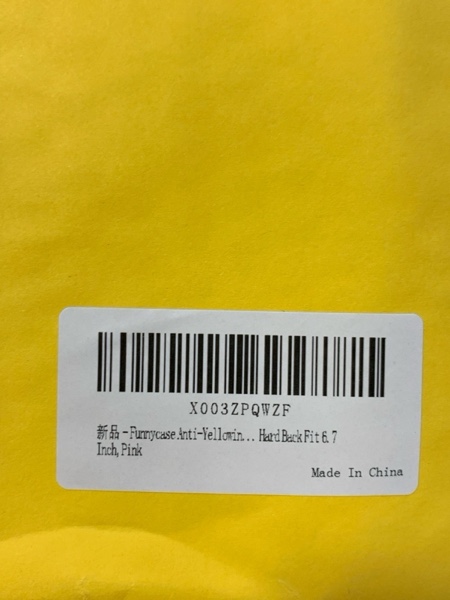 X003ZPQWZF
新品 - Funnycase Anti-Yellowin... Hard Back Fit 6.7
Inch, Pink
Made In China